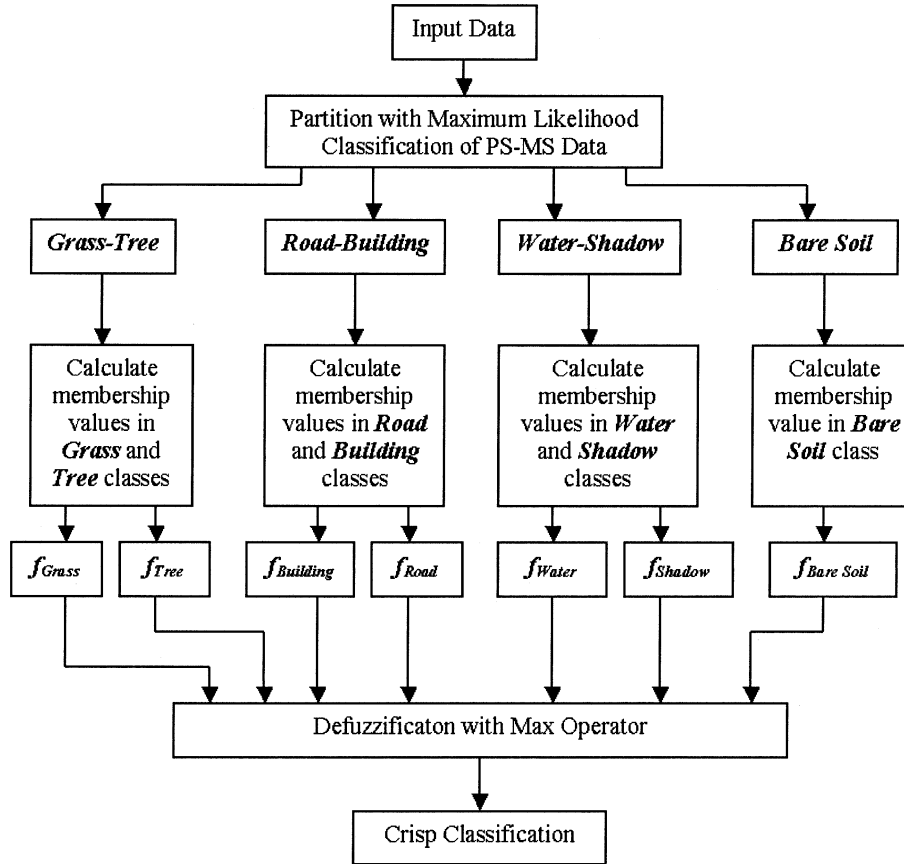 Input Data
Partition with Maximum Likelihood
Classification of PS-MS Data
Grass-Tree
Road-Building
Water-Shadow
Bare Soil
Calculate
membership
values in
Grass and
Tree classes
Calculate
membership
values in Road
and Building
classes
Calculate
membership
values in Water
and Shadow
classes
Calculate
membership
value in Bare
Soil class
fGrass
fTree
fBuilding
fRoad
fWater
fShadow
fBare Soil
Defuzzificaton with Max Operator
Crisp Classification